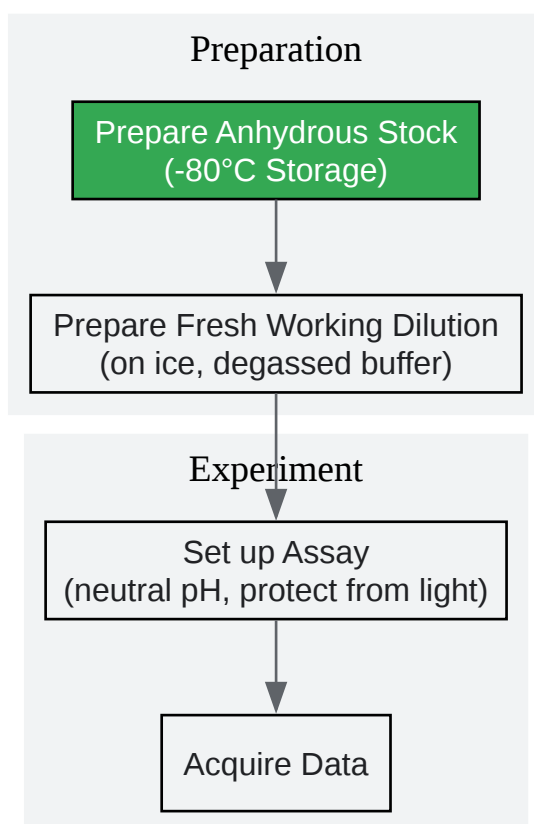 Preparation
Prepare Anhydrous Stock
(-80°C Storage)
Prepare Fresh Working Dilution
(on ice, degassed buffer)
Experiment
Set up Assay
(neutral pH, protect from light)
Acquire Data